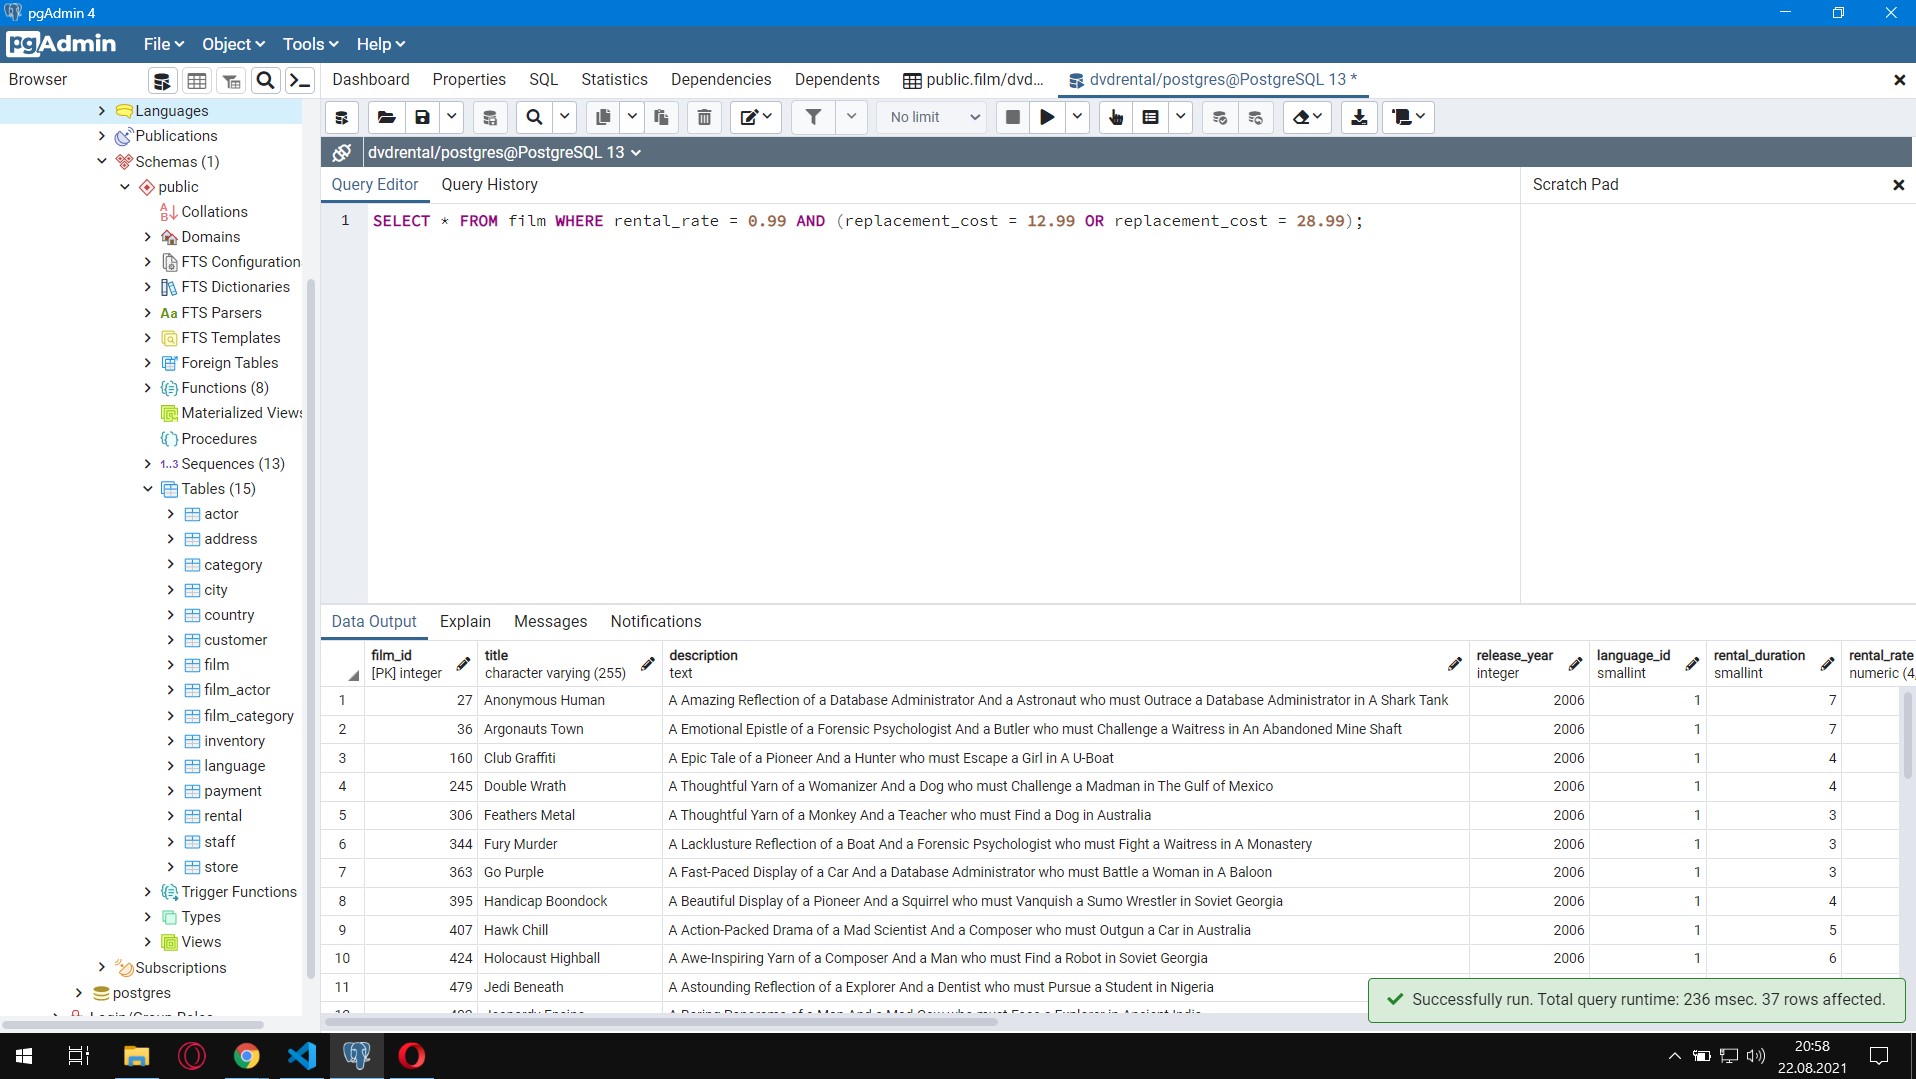 pgAdmin 4
pgAdmin File Object Tools Help
Browser
Dashboard Properties SQL Statistics Dependencies Dependents public.film/dvd... dvdrental/postgres@PostgreSQL 13 *
No limit
dvdrental/postgres@PostgreSQL 13
Query Editor Query History
Scratch Pad
1 SELECT * FROM film WHERE rental_rate = 0.99 AND (replacement_cost = 12.99 OR replacement_cost = 28.99);
Languages
Publications
Schemas (1)
public
Collations
Domains
FTS Configuration
FTS Dictionaries
Aa FTS Parsers
FTS Templates
Foreign Tables
Functions (8)
Materialized Views
Procedures
1..3 Sequences (13)
Tables (15)
actor
address
category
city
country
customer
film
film_actor
film_category
inventory
language
payment
rental
staff
store
Trigger Functions
Types
Views
Subscriptions
postgres
Data Output Explain Messages Notifications
film_id title description release_year language_id rental_duration rental_rate
[PK] integer character varying (255) text integer smallint smallint numeric (4,
1 27 Anonymous Human A Amazing Reflection of a Database Administrator And a Astronaut who must Outrace a Database Administrator in A Shark Tank 2006 1 7
2 36 Argonauts Town A Emotional Epistle of a Forensic Psychologist And a Butler who must Challenge a Waitress in An Abandoned Mine Shaft 2006 1 7
3 160 Club Graffiti A Epic Tale of a Pioneer And a Hunter who must Escape a Girl in A U-Boat 2006 1 4
4 245 Double Wrath A Thoughtful Yarn of a Womanizer And a Dog who must Challenge a Madman in The Gulf of Mexico 2006 1 4
5 306 Feathers Metal A Thoughtful Yarn of a Monkey And a Teacher who must Find a Dog in Australia 2006 1 3
6 344 Fury Murder A Lacklusture Reflection of a Boat And a Forensic Psychologist who must Fight a Waitress in A Monastery 2006 1 3
7 363 Go Purple A Fast-Paced Display of a Car And a Database Administrator who must Battle a Woman in A Baloon 2006 1 3
8 395 Handicap Boondock A Beautiful Display of a Pioneer And a Squirrel who must Vanquish a Sumo Wrestler in Soviet Georgia 2006 1 4
9 407 Hawk Chill A Action-Packed Drama of a Mad Scientist And a Composer who must Outgun a Car in Australia 2006 1 5
10 424 Holocaust Highball A Awe-Inspiring Yarn of a Composer And a Man who must Find a Robot in Soviet Georgia 2006 1 6
11 479 Jedi Beneath A Astounding Reflection of a Explorer And a Dentist who must Pursue a Student in Nigeria
Successfully run. Total query runtime: 236 msec. 37 rows affected.
20:58
22.08.2021